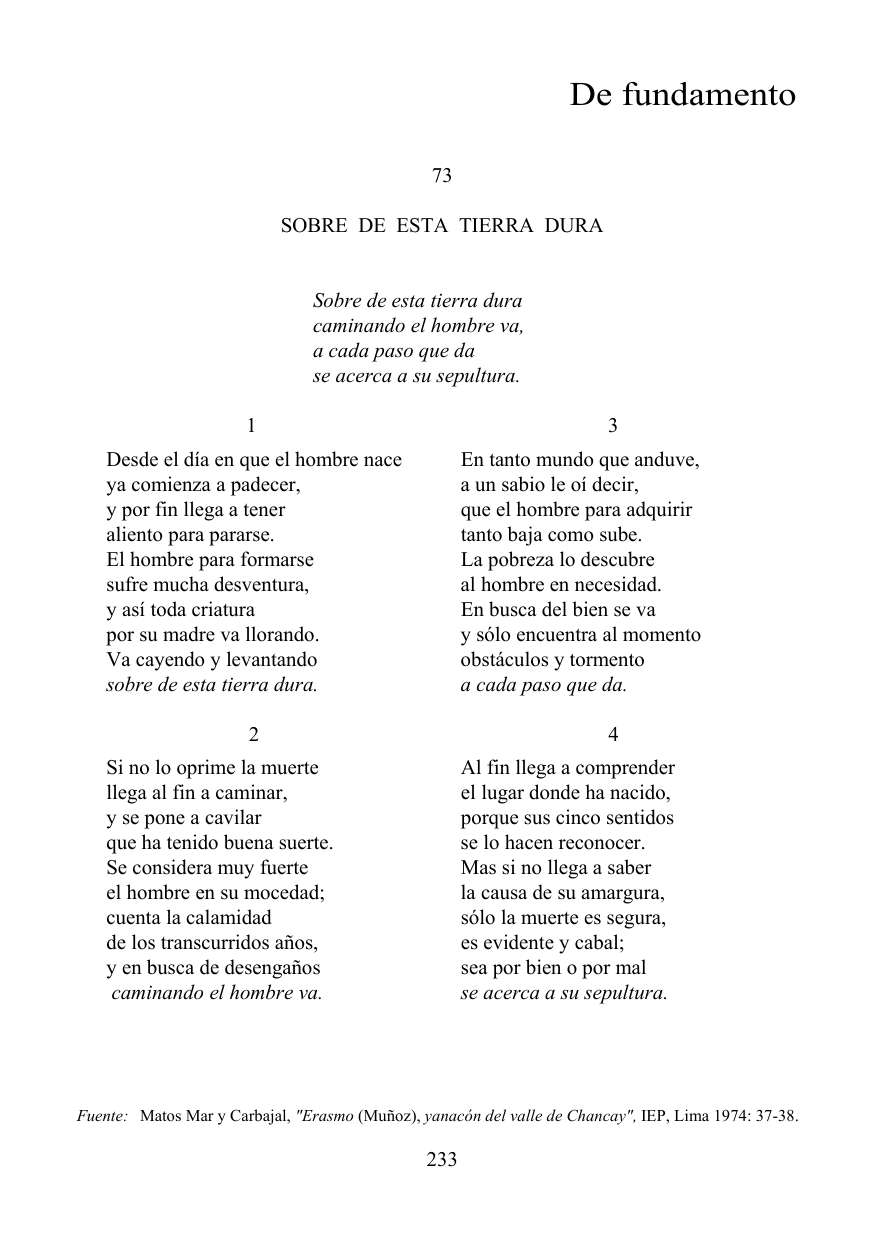 De fundamento
73
SOBRE DE ESTA TIERRA DURA
Sobre de esta tierra dura
caminando el hombre va,
a cada paso que da
se acerca a su sepultura.
1
Desde el día en que el hombre nace
ya comienza a padecer,
y por fin llega a tener
aliento para pararse.
El hombre para formarse
sufre mucha desventura,
y así toda criatura
por su madre va llorando.
Va cayendo y levantando
sobre de esta tierra dura.
2
Si no lo oprime la muerte
llega al fin a caminar,
y se pone a cavilar
que ha tenido buena suerte.
Se considera muy fuerte
el hombre en su mocedad;
cuenta la calamidad
de los transcurridos años,
y en busca de desengaños
caminando el hombre va.
3
En tanto mundo que anduve,
a un sabio le oí decir,
que el hombre para adquirir
tanto baja como sube.
La pobreza lo descubre
al hombre en necesidad.
En busca del bien se va
y sólo encuentra al momento
obstáculos y tormento
a cada paso que da.
4
Al fin llega a comprender
el lugar donde ha nacido,
porque sus cinco sentidos
se lo hacen reconocer.
Mas si no llega a saber
la causa de su amargura,
sólo la muerte es segura,
es evidente y cabal;
sea por bien o por mal
se acerca a su sepultura.
Fuente: Matos Mar y Carbajal, "Erasmo (Muñoz), yanacón del valle de Chancay", IEP, Lima 1974: 37-38.
233